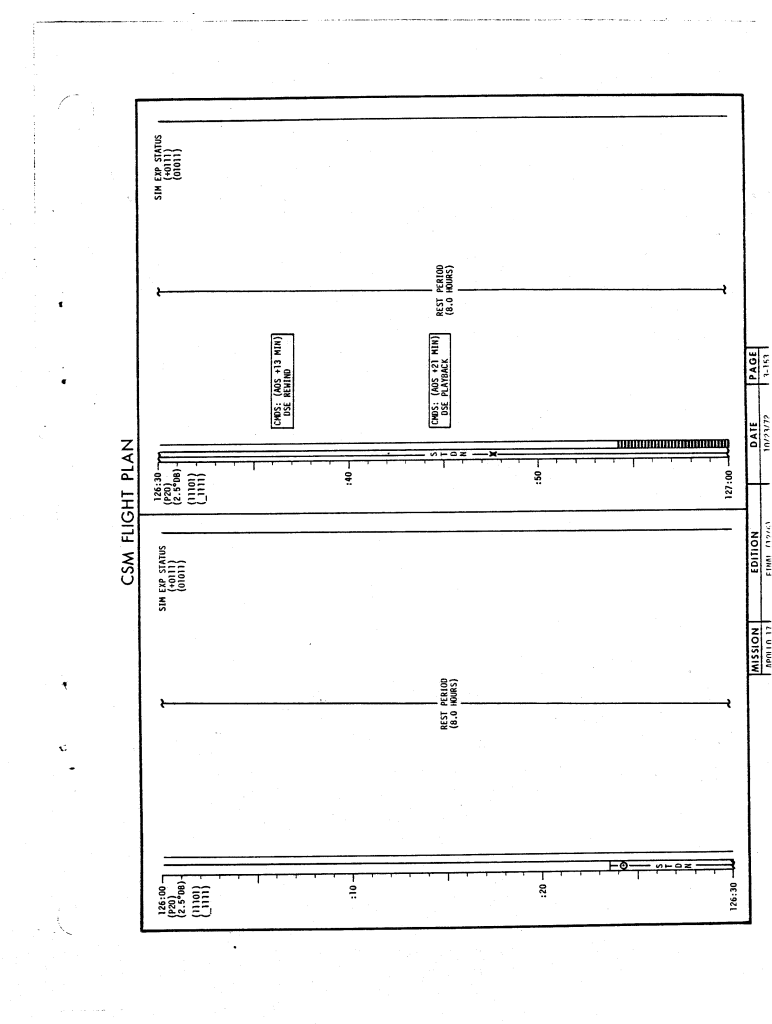 CSM FLIGHT PLAN
126:00
(P20)
(2.5°DB)
(11101)
(_1111)
:10
:20
126:30
STDN
SIM EXP STATUS
(+0111)
(01011)
REST PERIOD
(8.0 HOURS)
126:30
(P20)
(2.5°DB)
(11101)
(_1111)
:40
:50
127:00
STDN
CMDS: (AOS +13 MIN)
DSE REWIND
CMDS: (AOS +21 MIN)
DSE PLAYBACK
SIM EXP STATUS
(+0111)
(01011)
REST PERIOD
(8.0 HOURS)
MISSION EDITION DATE PAGE
APOLLO 17 FINAL (12/6) 10/23/72 3-153